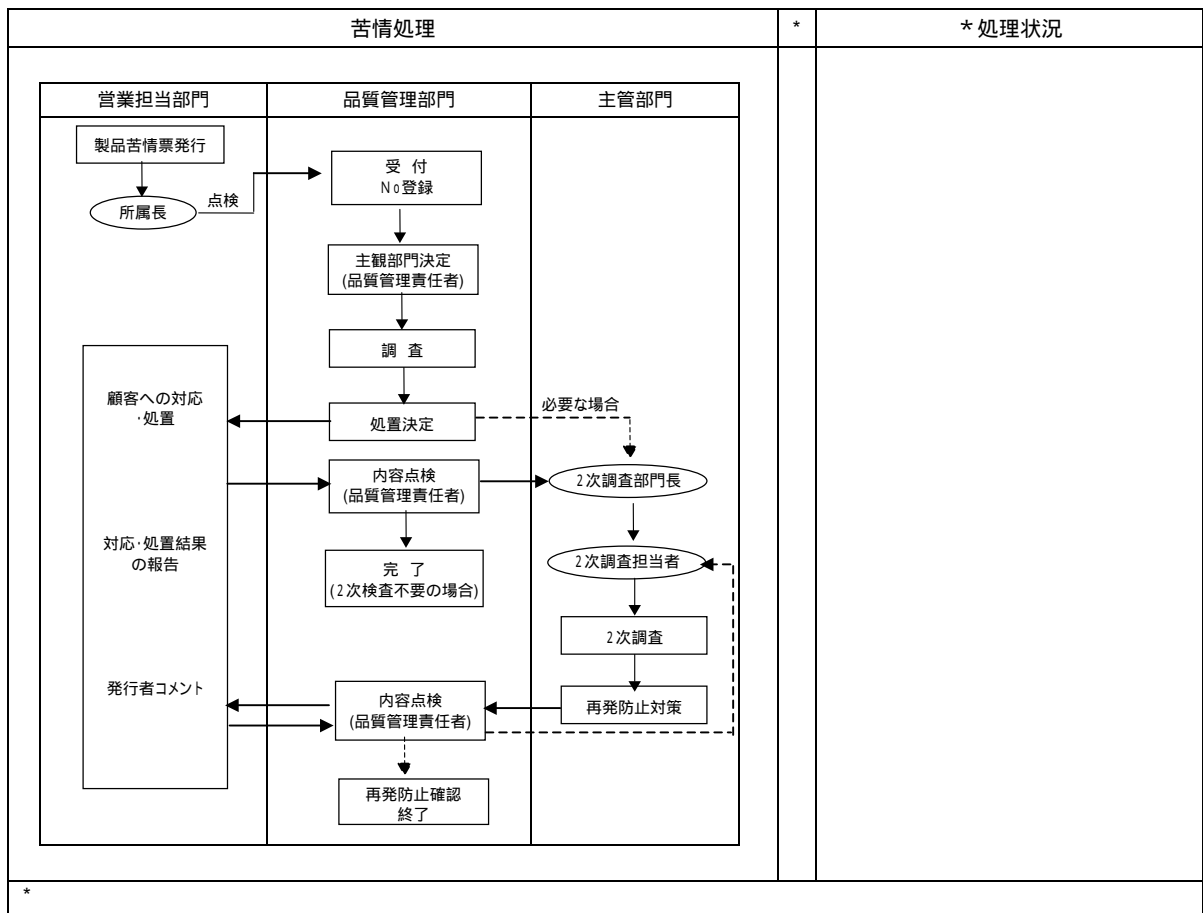 苦情処理
*
*処理状況
営業担当部門
品質管理部門
主管部門
製品苦情票発行
所属長
点検
受 付
No登録
主観部門決定
(品質管理責任者)
調 査
処置決定
必要な場合
顧客への対応
・処置
対応・処置結果
の報告
発行者コメント
内容点検
(品質管理責任者)
完 了
(2次検査不要の場合)
2次調査部門長
2次調査担当者
2次調査
再発防止対策
内容点検
(品質管理責任者)
再発防止確認
終了
*